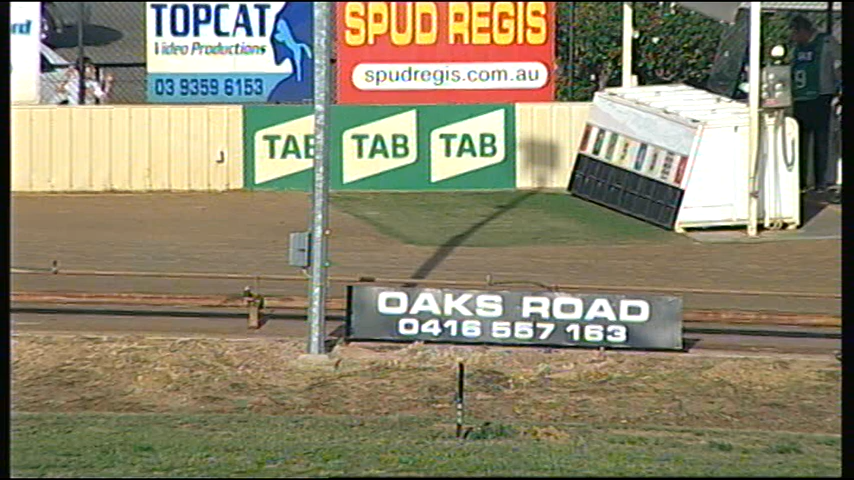 TOPCAT
Video Productions
03 9359 6153
SPUD REGIS
spudregis.com.au
TAB
TAB
TAB
OAKS ROAD
0416 557 163